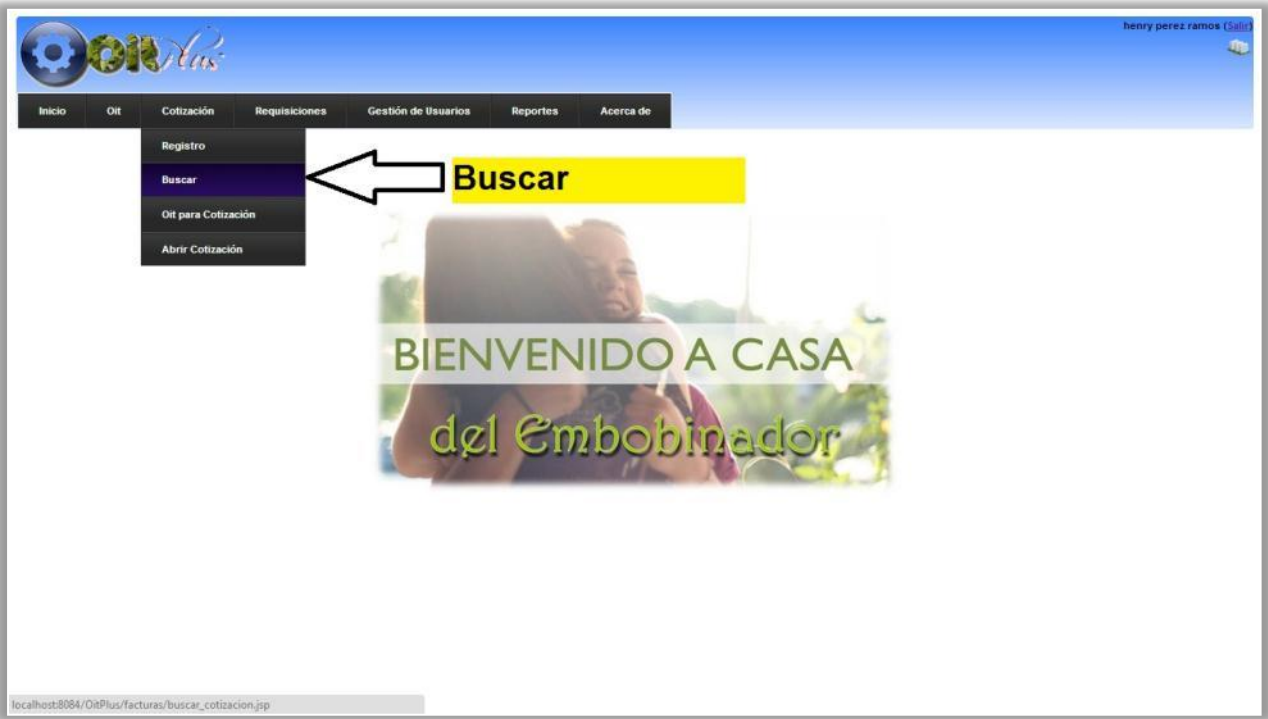 henry perez ramos (Salir)
OitPlus
Inicio Oit Cotización Requisiciones Gestión de Usuarios Reportes Acerca de
Registro
Buscar
Buscar
Oit para Cotización
Abrir Cotización
BIENVENIDO A CASA
del Embobinador
localhost:8084/OitPlus/facturas/buscar_cotizacion.jsp